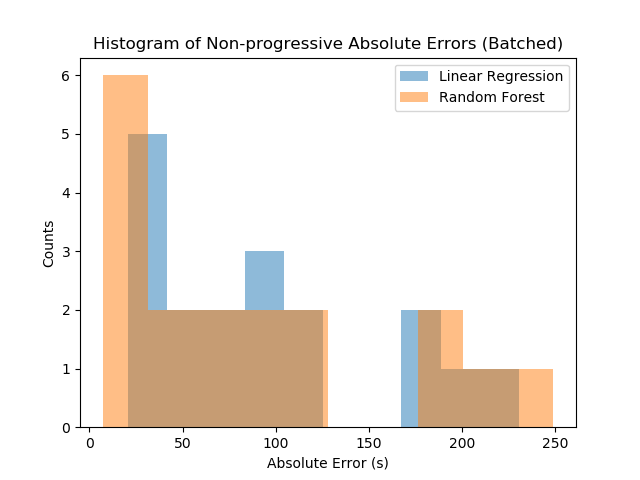 Histogram of Non-progressive Absolute Errors (Batched)
Linear Regression
Random Forest
6
5
4
3
2
1
0
Counts
0 50 100 150 200 250
Absolute Error (s)